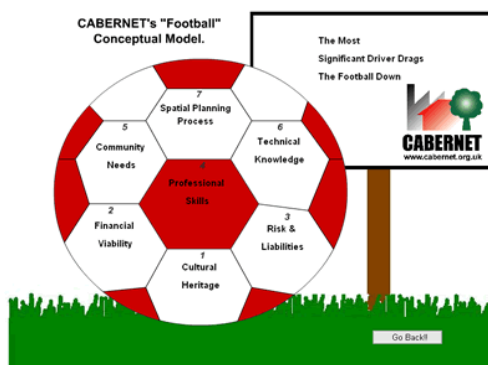 CABERNET's "Football"
Conceptual Model.
The Most
Significant Driver Drags
The Football Down
CABERNET
www.cabernet.org.uk
7
Spatial Planning
Process
5
Community
Needs
6
Technical
Knowledge
4
Professional
Skills
2
Financial
Viability
3
Risk &
Liabilities
1
Cultural
Heritage
Go Back!!